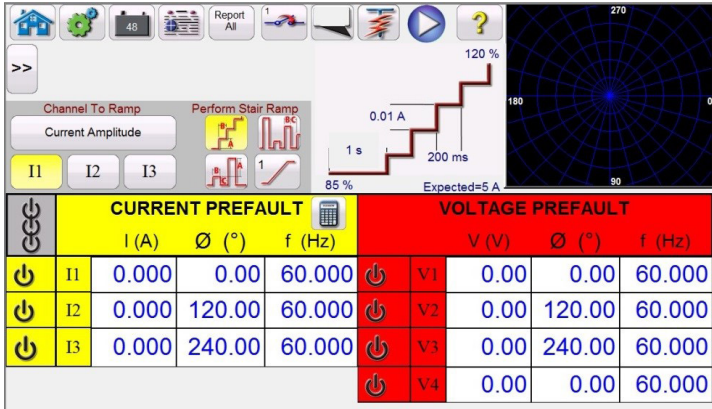 48
Report
All
1
?
>>
Channel To Ramp
Current Amplitude
I1 I2 I3
Perform Stair Ramp
B
A
BC
A
B
C
1
120 %
0.01 A
1 s
200 ms
85 %
Expected=5 A
270
180
0
90
CURRENT PREFAULT
I (A) Ø (°) f (Hz)
I1 0.000 0.00 60.000
I2 0.000 120.00 60.000
I3 0.000 240.00 60.000
VOLTAGE PREFAULT
V (V) Ø (°) f (Hz)
V1 0.00 0.00 60.000
V2 0.00 120.00 60.000
V3 0.00 240.00 60.000
V4 0.00 0.00 60.000